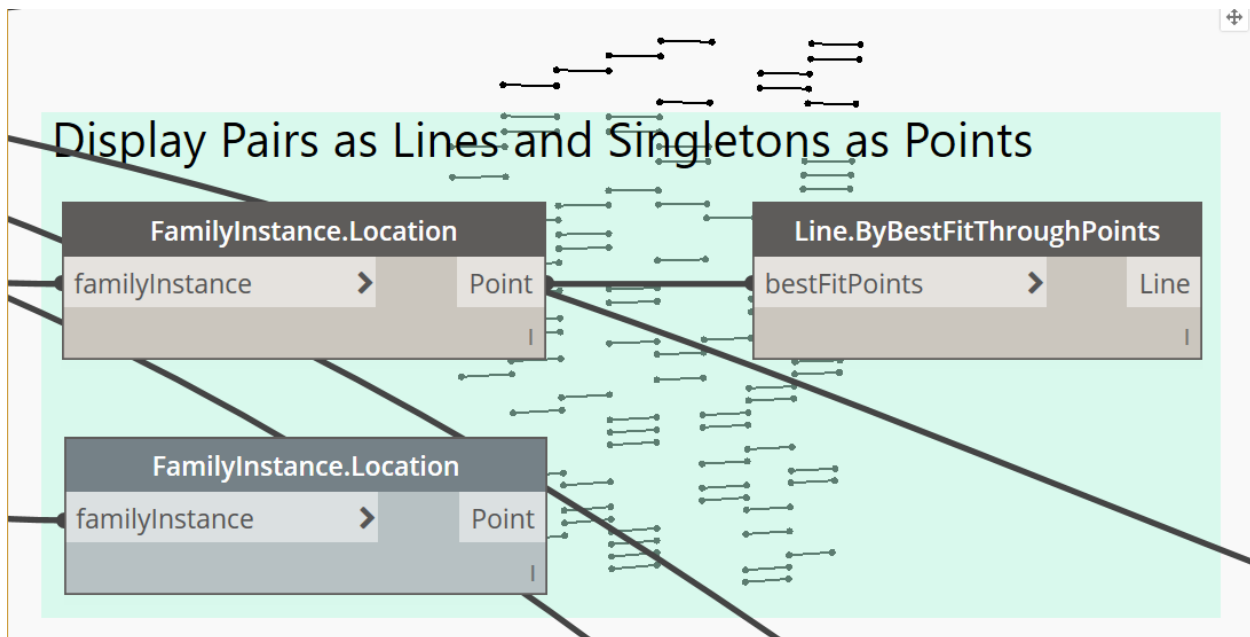 Display Pairs as Lines and Singletons as Points
FamilyInstance.Location
familyInstance > Point
l
Line.ByBestFitThroughPoints
bestFitPoints > Line
l
FamilyInstance.Location
familyInstance > Point
l